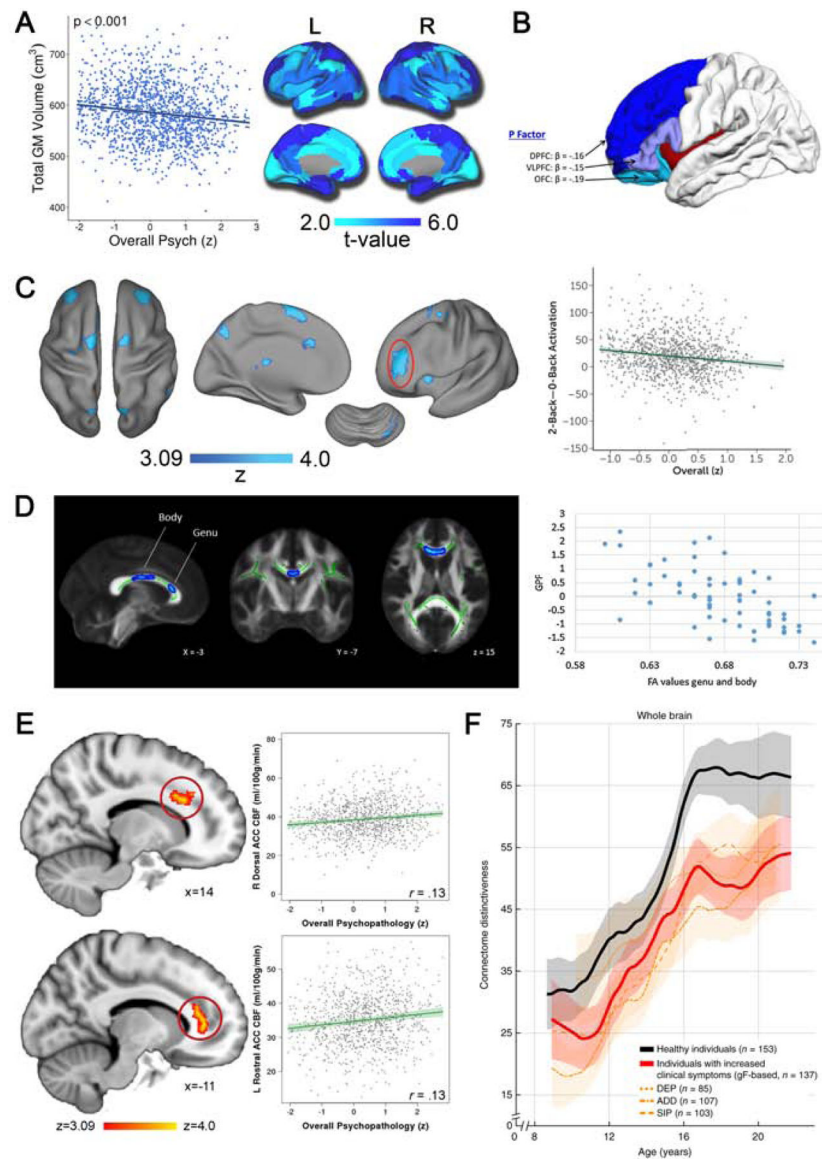 A
p < 0.001
Total GM Volume (cm³)
700
600
500
400
-2 -1 0 1 2 3
Overall Psych (z)
L R
2.0 6.0
t-value
B
P Factor
DPFC: β = -.16
VLPFC: β = -.15
OFC: β = -.19
C
3.09 4.0
z
2-Back—0-Back Activation
150
100
50
0
−50
−100
−150
−1.0 −0.5 0.0 0.5 1.0 1.5 2.0
Overall (z)
D
Body
Genu
X = -3
Y = -7
z = 15
GPF
3
2.5
2
1.5
1
0.5
0
-0.5
-1
-1.5
-2
0.58 0.63 0.68 0.73
FA values genu and body
E
x=14
R Dorsal ACC CBF (ml/100g/min)
80
60
40
20
0
r = .13
-2 -1 0 1 2
Overall Psychopathology (z)
x=-11
L Rostral ACC CBF (ml/100g/min)
60
40
20
r = .13
-2 -1 0 1 2
Overall Psychopathology (z)
z=3.09 z=4.0
F
Whole brain
Connectome distinctiveness
75
65
55
45
35
25
15
0
8 12 16 20
Age (years)
Healthy individuals (n = 153)
Individuals with increased
clinical symptoms (gF-based, n = 137)
DEP (n = 85)
ADD (n = 107)
SIP (n = 103)